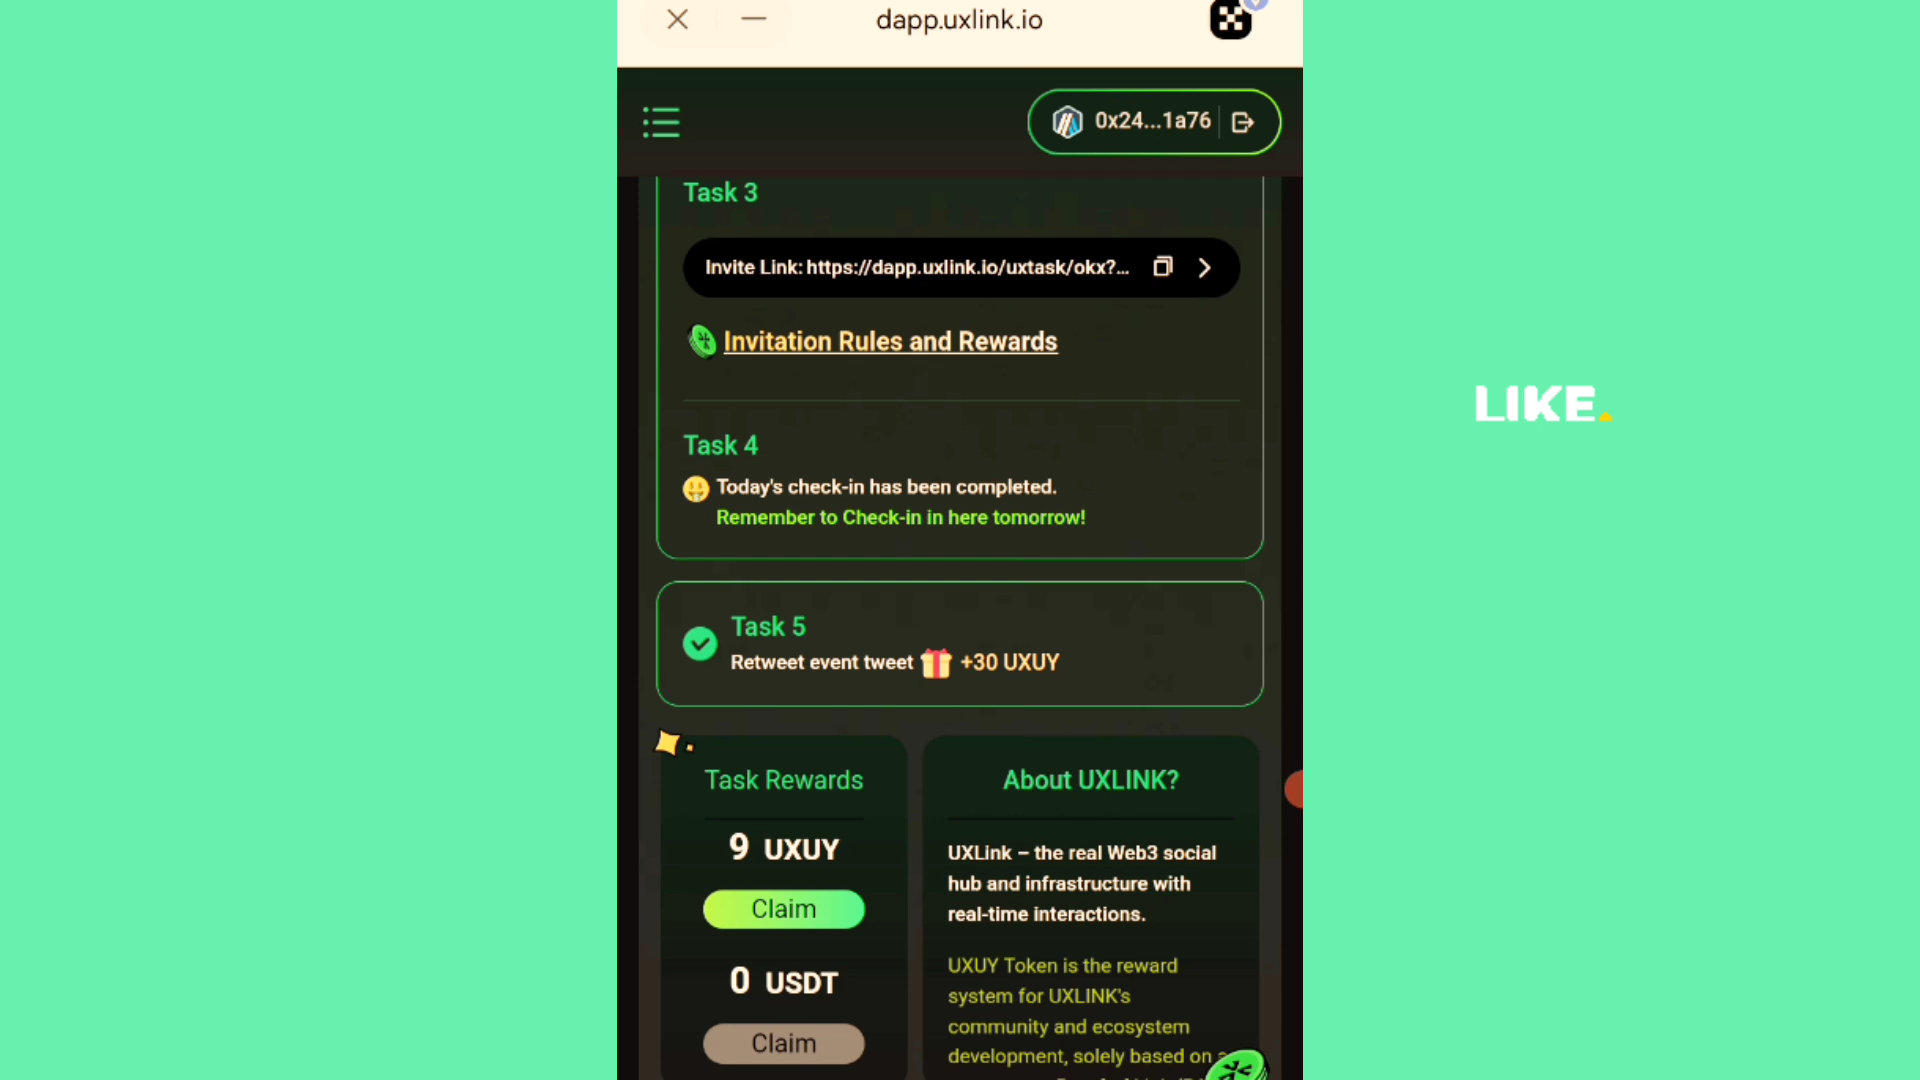 dapp.uxlink.io
0x24...1a76
Task 3
Invite Link: https://dapp.uxlink.io/uxtask/okx?...
Invitation Rules and Rewards
LIKE.
Task 4
Today's check-in has been completed.
Remember to Check-in in here tomorrow!
Task 5
Retweet event tweet +30 UXUY
Task Rewards
9 UXUY
Claim
0 USDT
Claim
About UXLINK?
UXLink – the real Web3 social
hub and infrastructure with
real-time interactions.
UXUY Token is the reward
system for UXLINK's
community and ecosystem
development, solely based on